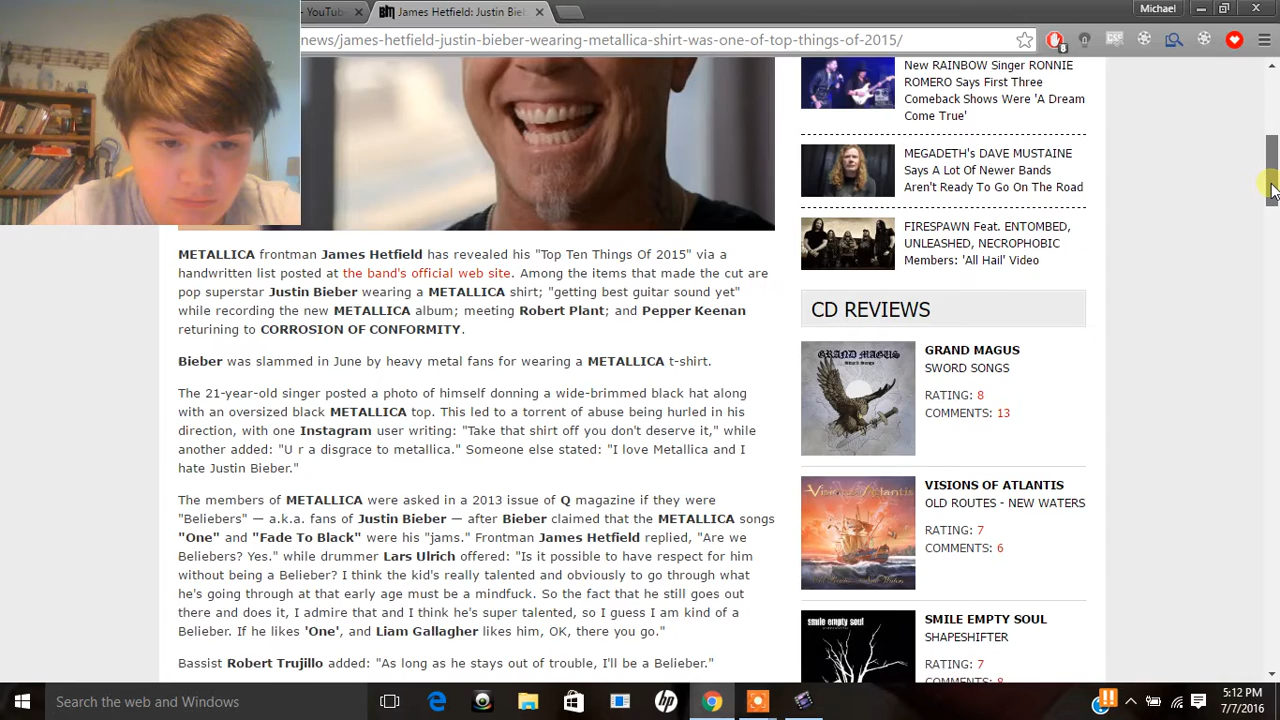 - YouTube
BM James Hetfield: Justin Bie
Michael
news/james-hetfield-justin-bieber-wearing-metallica-shirt-was-one-of-top-things-of-2015/
8
New RAINBOW Singer RONNIE
ROMERO Says First Three
Comeback Shows Were 'A Dream
Come True'
MEGADETH's DAVE MUSTAINE
Says A Lot Of Newer Bands
Aren't Ready To Go On The Road
FIRESPAWN Feat. ENTOMBED,
UNLEASHED, NECROPHOBIC
Members: 'All Hail' Video
METALLICA frontman James Hetfield has revealed his "Top Ten Things Of 2015" via a
handwritten list posted at the band's official web site. Among the items that made the cut are
pop superstar Justin Bieber wearing a METALLICA shirt; "getting best guitar sound yet"
while recording the new METALLICA album; meeting Robert Plant; and Pepper Keenan
returining to CORROSION OF CONFORMITY.
Bieber was slammed in June by heavy metal fans for wearing a METALLICA t-shirt.
The 21-year-old singer posted a photo of himself donning a wide-brimmed black hat along
with an oversized black METALLICA top. This led to a torrent of abuse being hurled in his
direction, with one Instagram user writing: "Take that shirt off you don't deserve it," while
another added: "U r a disgrace to metallica." Someone else stated: "I love Metallica and I
hate Justin Bieber."
The members of METALLICA were asked in a 2013 issue of Q magazine if they were
"Beliebers" — a.k.a. fans of Justin Bieber — after Bieber claimed that the METALLICA songs
"One" and "Fade To Black" were his "jams." Frontman James Hetfield replied, "Are we
Beliebers? Yes." while drummer Lars Ulrich offered: "Is it possible to have respect for him
without being a Belieber? I think the kid's really talented and obviously to go through what
he's going through at that early age must be a mindfuck. So the fact that he still goes out
there and does it, I admire that and I think he's super talented, so I guess I am kind of a
Belieber. If he likes 'One', and Liam Gallagher likes him, OK, there you go."
Bassist Robert Trujillo added: "As long as he stays out of trouble, I'll be a Belieber."
CD REVIEWS
GRAND MAGUS
GRAND MAGUS
SWORD SONGS
RATING: 8
COMMENTS: 13
Visions of Atlantis
VISIONS OF ATLANTIS
OLD ROUTES - NEW WATERS
RATING: 7
COMMENTS: 6
smile empty soul
SMILE EMPTY SOUL
SHAPESHIFTER
RATING: 7
COMMENTS: 8
Search the web and Windows
hp
5:12 PM
7/7/2016